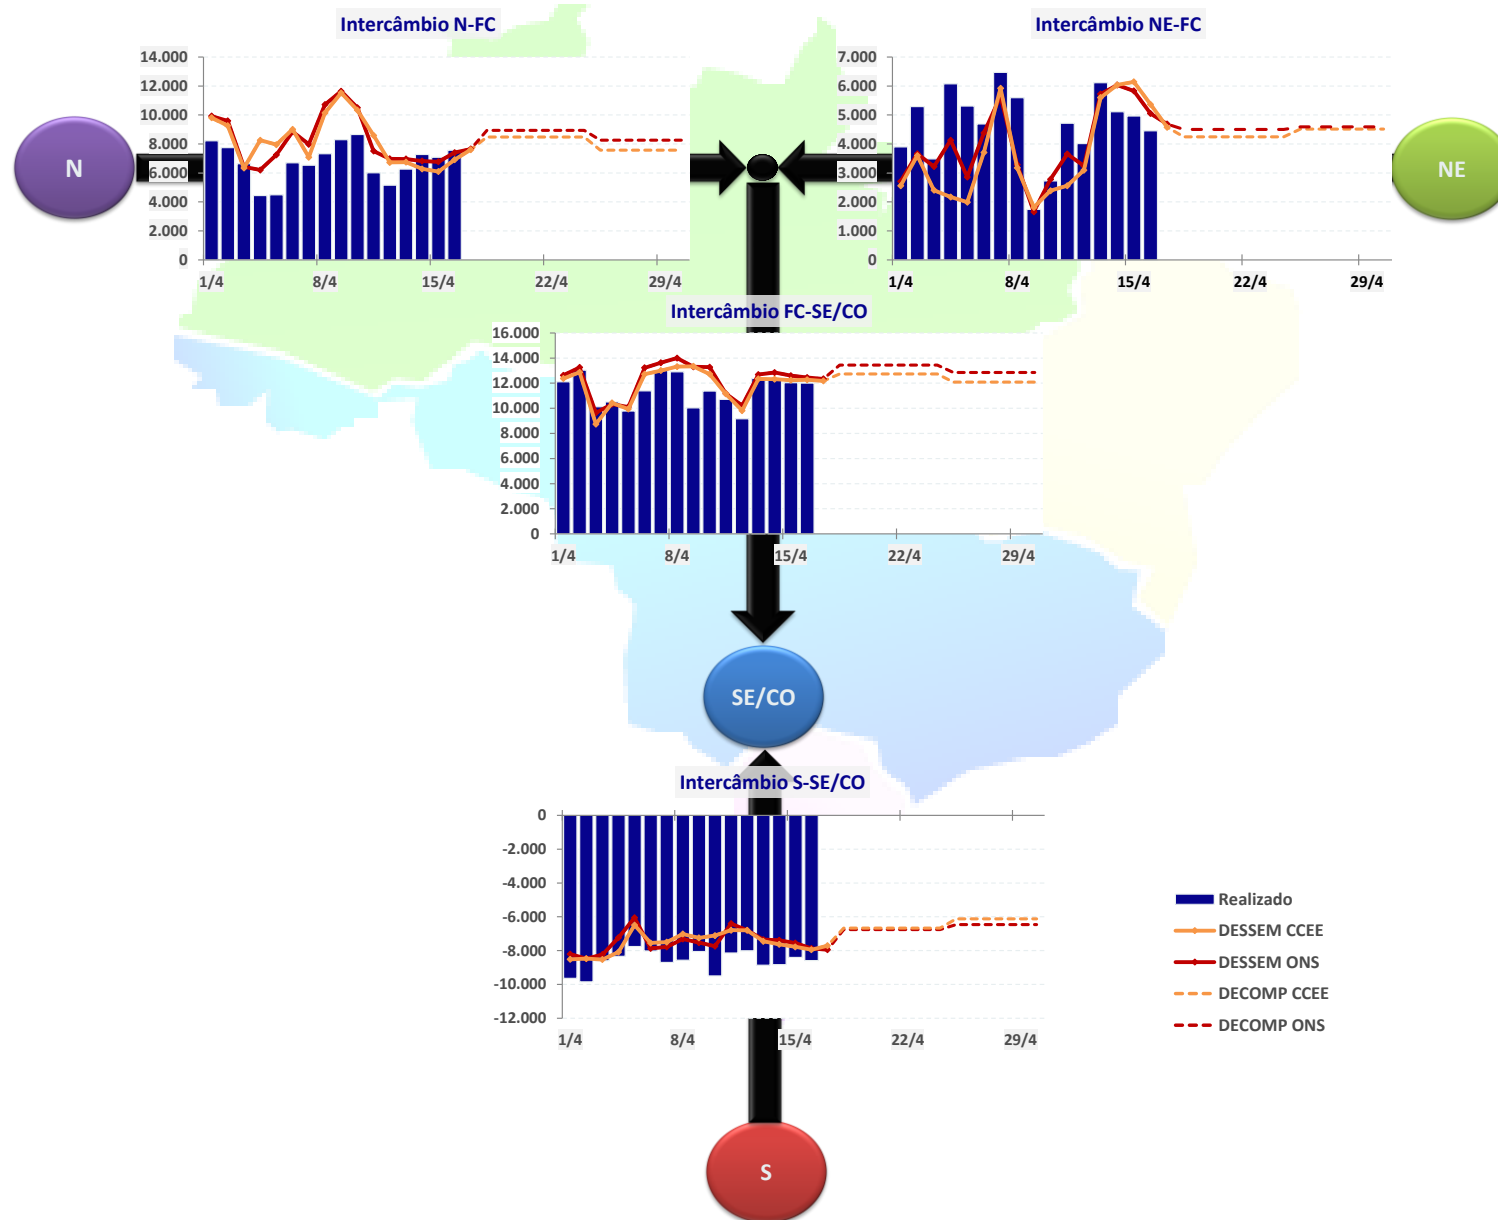 Intercâmbio N-FC
14.000
12.000
10.000
8.000
6.000
4.000
2.000
0
1/4 8/4 15/4 22/4 29/4
N
Intercâmbio NE-FC
7.000
6.000
5.000
4.000
3.000
2.000
1.000
0
1/4 8/4 15/4 22/4 29/4
NE
Intercâmbio FC-SE/CO
16.000
14.000
12.000
10.000
8.000
6.000
4.000
2.000
0
1/4 8/4 15/4 22/4 29/4
SE/CO
Intercâmbio S-SE/CO
0
-2.000
-4.000
-6.000
-8.000
-10.000
-12.000
1/4 8/4 15/4 22/4 29/4
Realizado
DESSEM CCEE
DESSEM ONS
DECOMP CCEE
DECOMP ONS
S